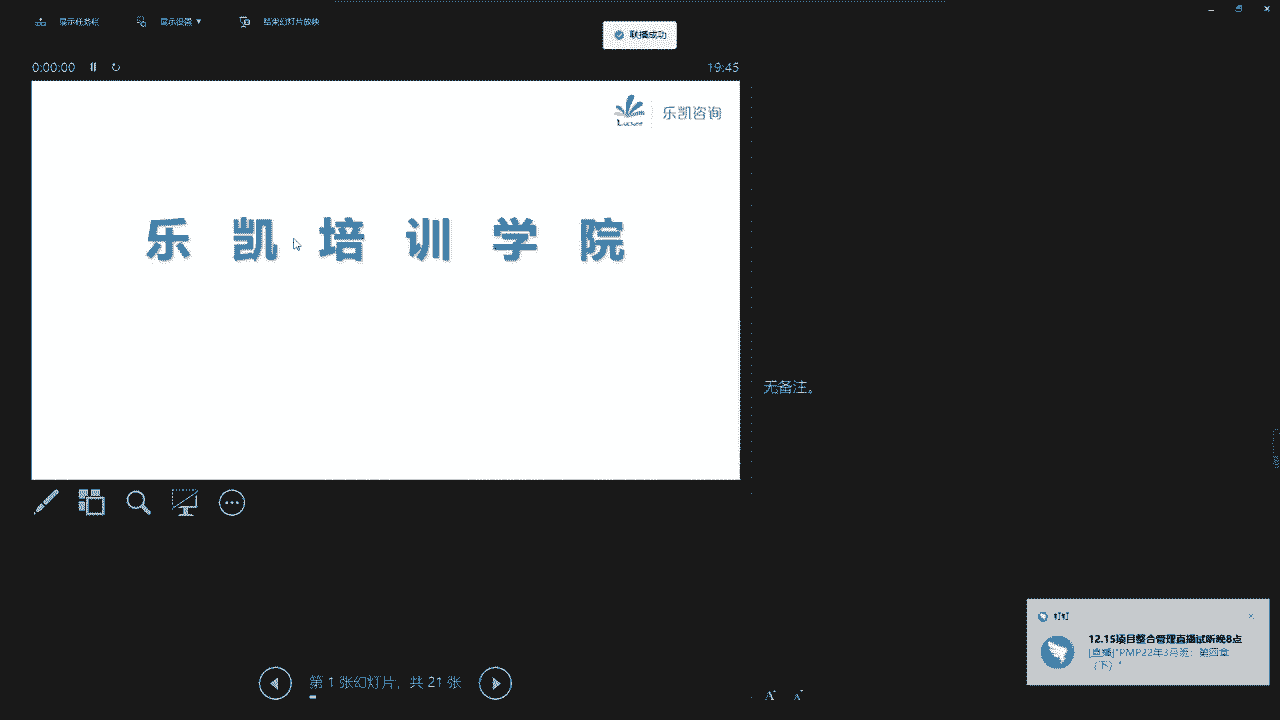 显示任务栏
显示设置 ▼
结束幻灯片放映
联播成功
0:00:00
19:45
乐凯咨询
乐凯培训学院
无备注。
钉钉
12.15项目整合管理直播试听晚8点
[直播]"PMP22年3月班：第四章
（下）"
第 1 张幻灯片，共 21 张
A A